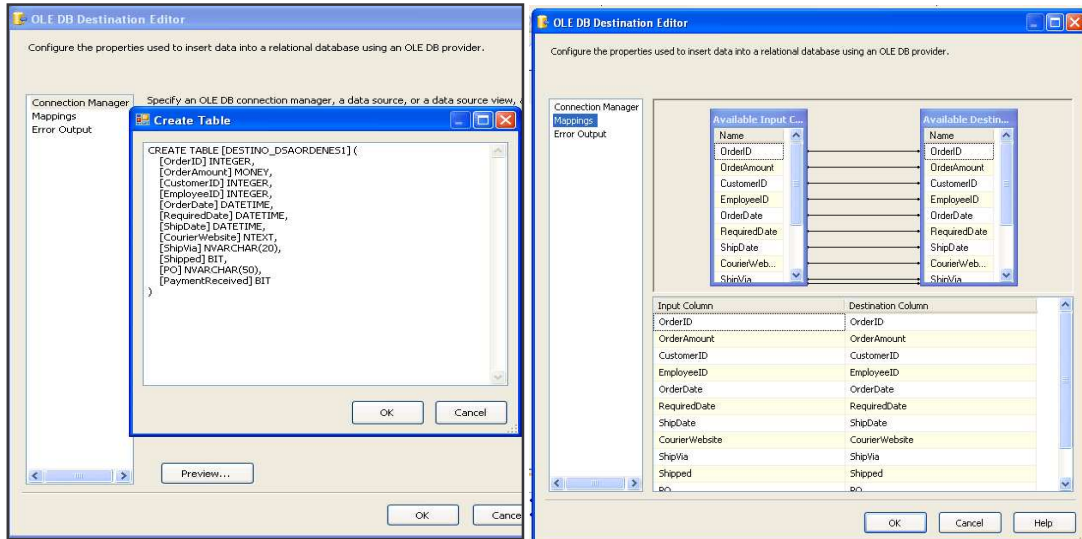 OLE DB Destination Editor
Configure the properties used to insert data into a relational database using an OLE DB provider.
Connection Manager
Mappings
Error Output
Specify an OLE DB connection manager, a data source, or a data source view,
Create Table
CREATE TABLE [DESTINO_DSAORDENES1] (
[OrderID] INTEGER,
[OrderAmount] MONEY,
[CustomerID] INTEGER,
[EmployeeID] INTEGER,
[OrderDate] DATETIME,
[RequiredDate] DATETIME,
[ShipDate] DATETIME,
[CourierWebsite] NTEXT,
[ShipVia] NVARCHAR(20),
[Shipped] BIT,
[PO] NVARCHAR(50),
[PaymentReceived] BIT
)
OK Cancel
Preview...
OK Cance
OLE DB Destination Editor
Configure the properties used to insert data into a relational database using an OLE DB provider.
Connection Manager
Mappings
Error Output
Available Input C...
Name
OrderID
OrderAmount
CustomerID
EmployeeID
OrderDate
RequiredDate
ShipDate
CourierWeb...
ShipVia
Available Destin...
Name
OrderID
OrderAmount
CustomerID
EmployeeID
OrderDate
RequiredDate
ShipDate
CourierWeb...
ShipVia
Input Column Destination Column
OrderID OrderID
OrderAmount OrderAmount
CustomerID CustomerID
EmployeeID EmployeeID
OrderDate OrderDate
RequiredDate RequiredDate
ShipDate ShipDate
CourierWebsite CourierWebsite
ShipVia ShipVia
Shipped Shipped
PO PO
OK Cancel Help